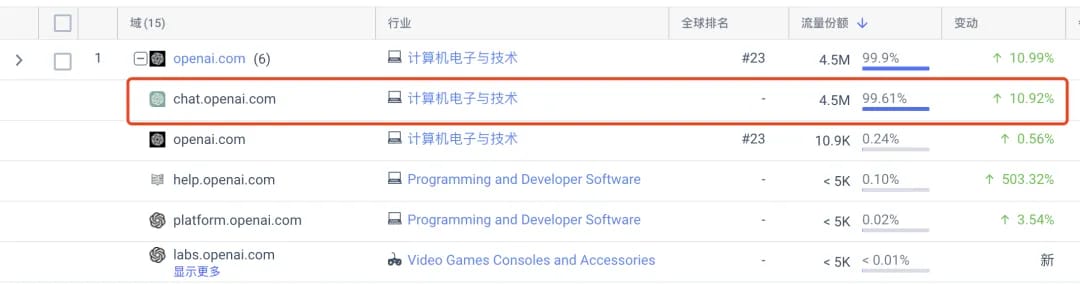 域 (15) 行业 全球排名 流量份额 ↓ 变动
1 openai.com (6) 计算机电子与技术 #23 4.5M 99.9% ↑ 10.99%
chat.openai.com 计算机电子与技术 - 4.5M 99.61% ↑ 10.92%
openai.com 计算机电子与技术 #23 10.9K 0.24% ↑ 0.56%
help.openai.com Programming and Developer Software - < 5K 0.10% ↑ 503.32%
platform.openai.com Programming and Developer Software - < 5K 0.02% ↑ 3.54%
labs.openai.com Video Games Consoles and Accessories - < 5K < 0.01% 新
显示更多